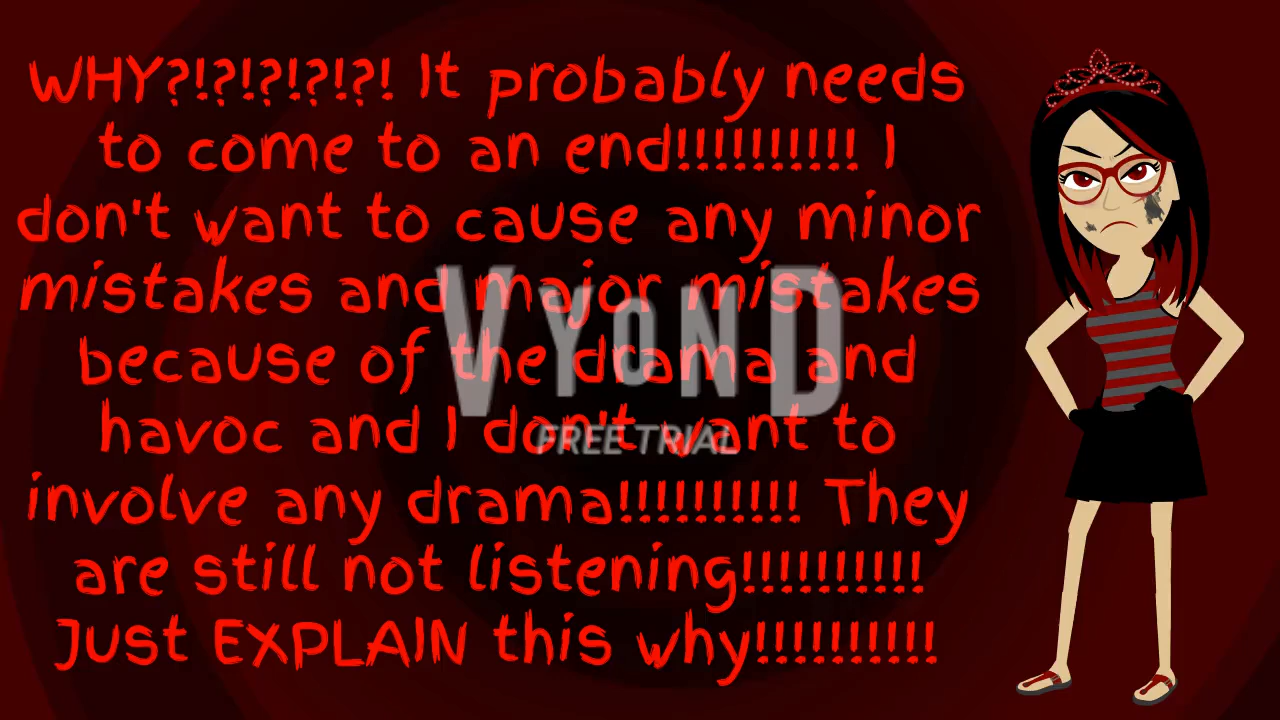 WHY?!?!?!?!?! It probably needs
to come to an end!!!!!!!!!! I
don't want to cause any minor
mistakes and major mistakes
because of the drama and
havoc and I don't want to
involve any drama!!!!!!!!!! They
are still not listening!!!!!!!!!!
Just EXPLAIN this why!!!!!!!!!!
VYOND
FREE TRIAL